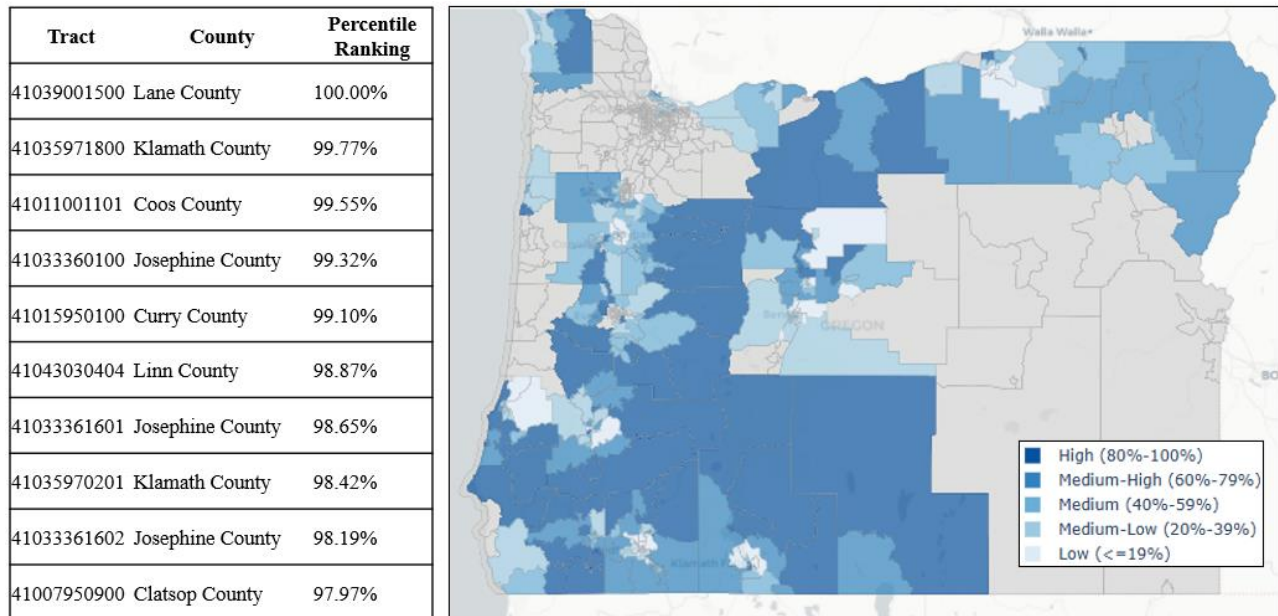 Tract County Percentile Ranking
41039001500 Lane County 100.00%
41035971800 Klamath County 99.77%
41011001101 Coos County 99.55%
41033360100 Josephine County 99.32%
41015950100 Curry County 99.10%
41043030404 Linn County 98.87%
41033361601 Josephine County 98.65%
41035970201 Klamath County 98.42%
41033361602 Josephine County 98.19%
41007950900 Clatsop County 97.97%
Walla Walla
OREGON
BO
Klamath F
High (80%-100%)
Medium-High (60%-79%)
Medium (40%-59%)
Medium-Low (20%-39%)
Low (<=19%)